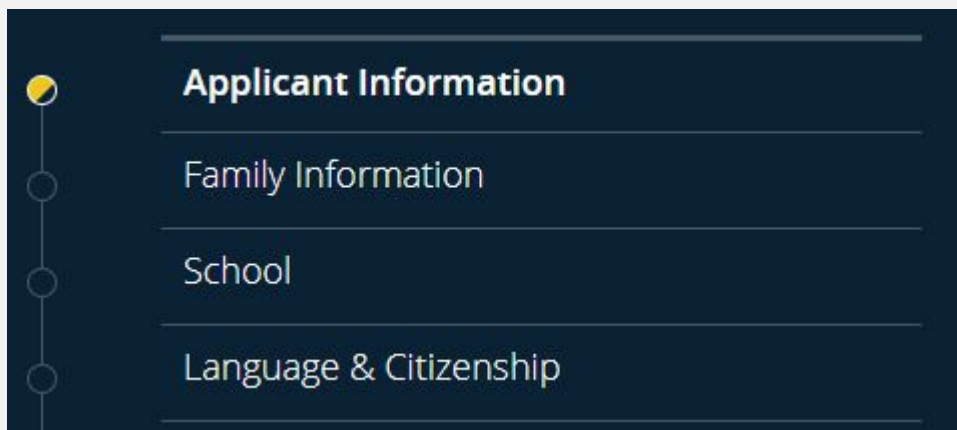 Applicant Information
Family Information
School
Language & Citizenship